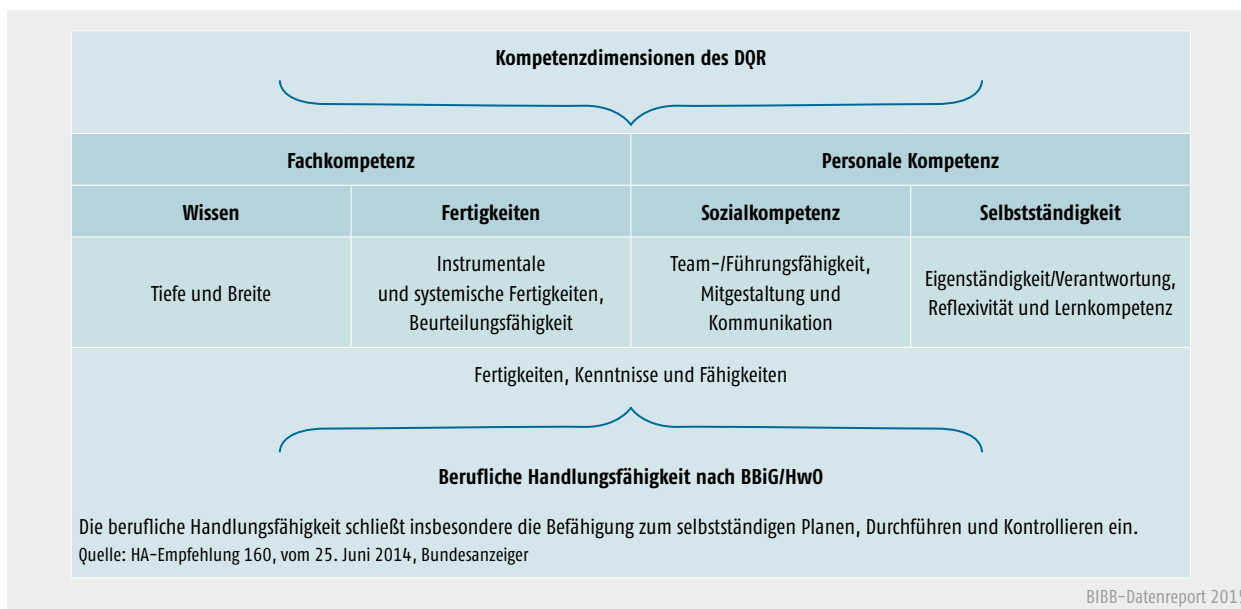 Kompetenzdimensionen des DQR
Fachkompetenz
Personale Kompetenz
Wissen
Fertigkeiten
Sozialkompetenz
Selbstständigkeit
Tiefe und Breite
Instrumentale
und systemische Fertigkeiten,
Beurteilungsfähigkeit
Team-/Führungsfähigkeit,
Mitgestaltung und
Kommunikation
Eigenständigkeit/Verantwortung,
Reflexivität und Lernkompetenz
Fertigkeiten, Kenntnisse und Fähigkeiten
Berufliche Handlungsfähigkeit nach BBiG/HwO
Die berufliche Handlungsfähigkeit schließt insbesondere die Befähigung zum selbstständigen Planen, Durchführen und Kontrollieren ein.
Quelle: HA-Empfehlung 160, vom 25. Juni 2014, Bundesanzeiger
BIBB-Datenreport 2015